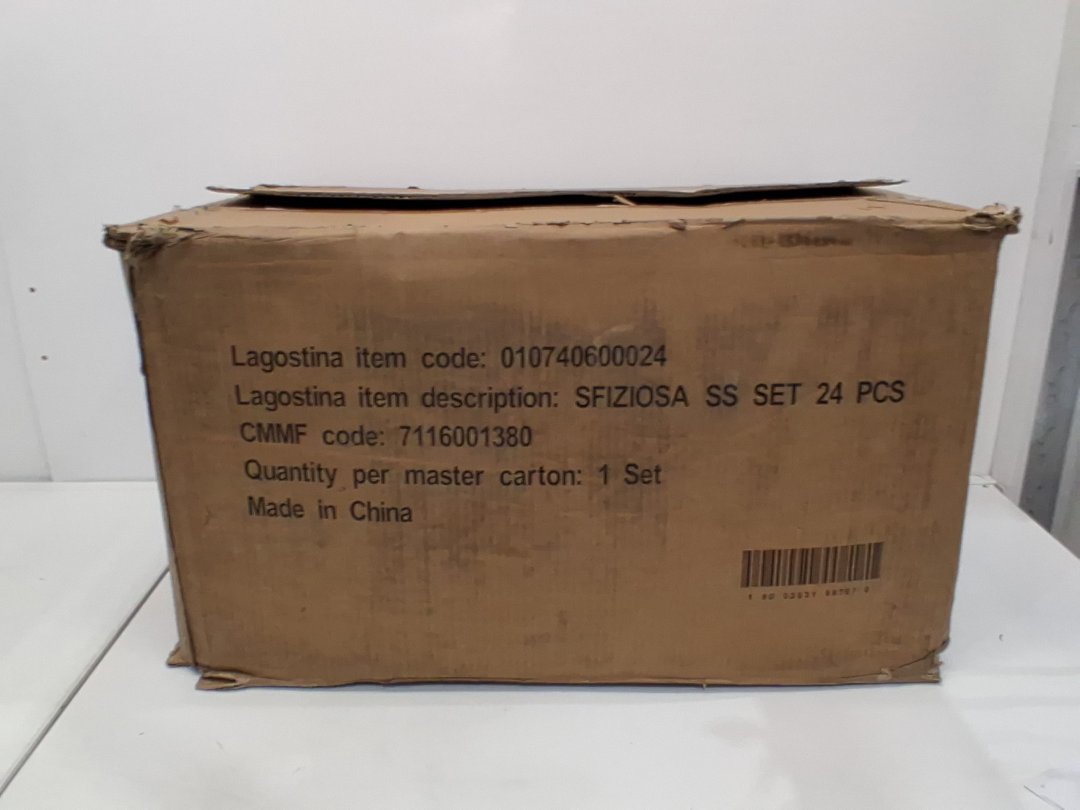 Lagostina item code: 010740600024
Lagostina item description: SFIZIOSA SS SET 24 PCS
CMMF code: 7116001380
Quantity per master carton: 1 Set
Made in China